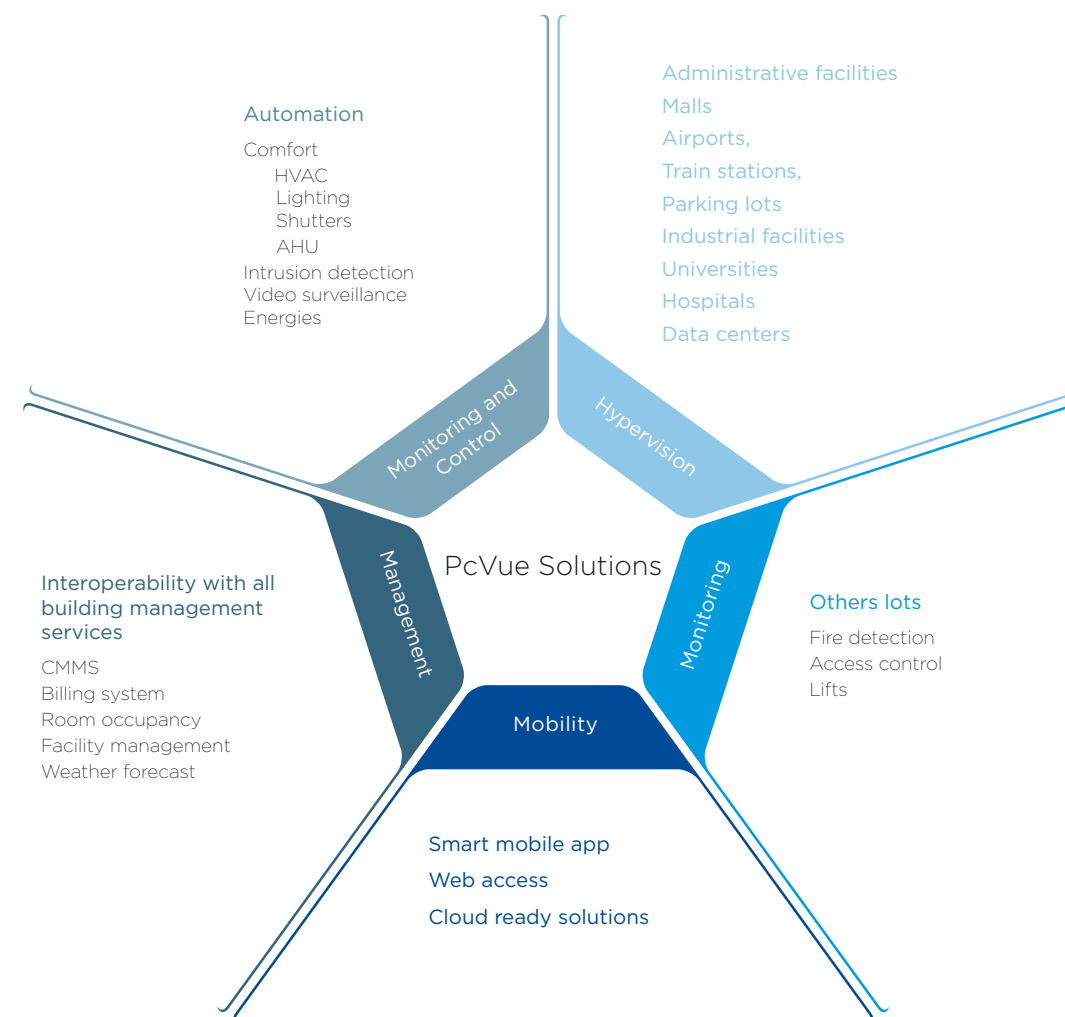 Automation
Comfort
HVAC
Lighting
Shutters
AHU
Intrusion detection
Video surveillance
Energies
Monitoring and
Control
Administrative facilities
Malls
Airports,
Train stations,
Parking lots
Industrial facilities
Universities
Hospitals
Data centers
Hypervision
PcVue Solutions
Interoperability with all
building management
services
CMMS
Billing system
Room occupancy
Facility management
Weather forecast
Management
Monitoring
Others lots
Fire detection
Access control
Lifts
Mobility
Smart mobile app
Web access
Cloud ready solutions